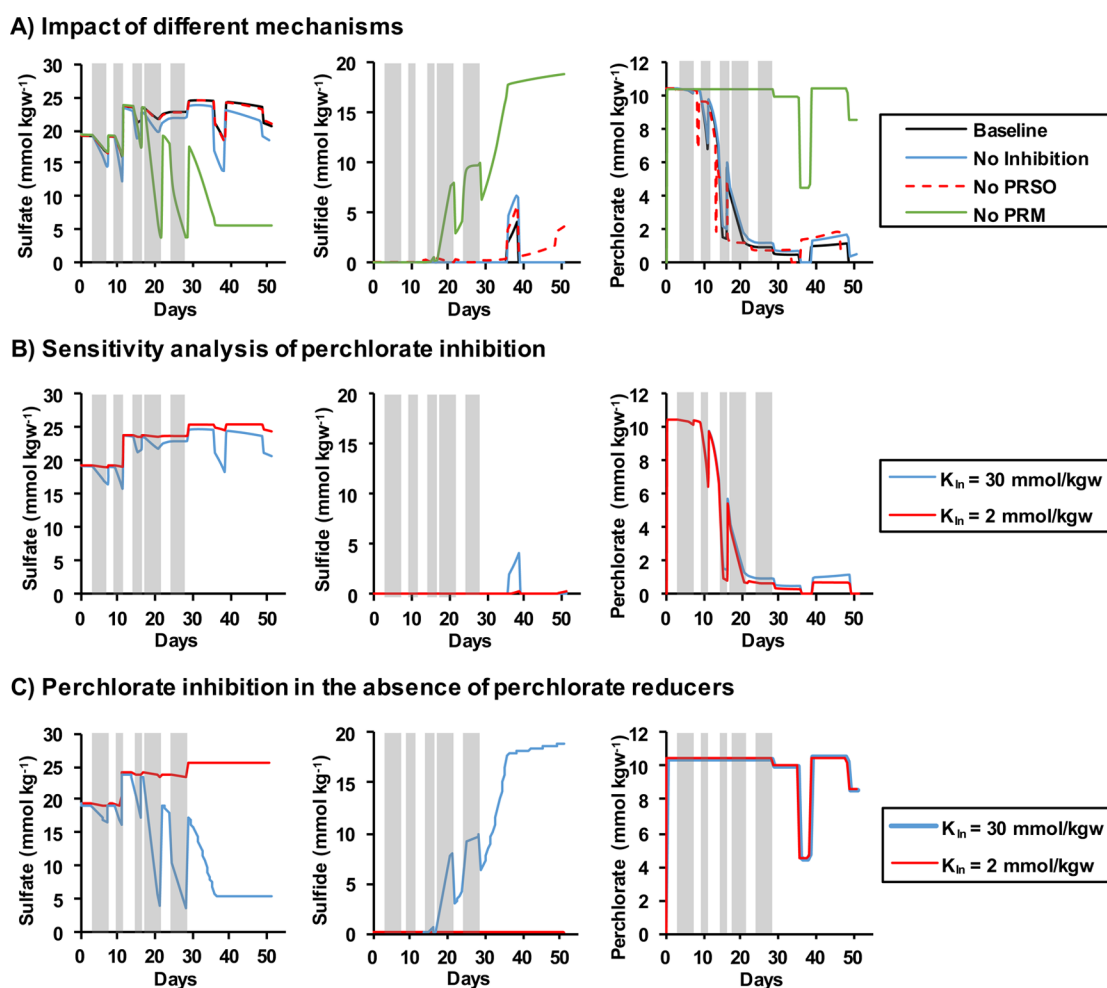 A) Impact of different mechanisms
Sulfate (mmol kgw-1)
30
25
20
15
10
5
0
0 10 20 30 40 50
Days
Sulfide (mmol kgw-1)
20
15
10
5
0
0 10 20 30 40 50
Days
Perchlorate (mmol kgw-1)
12
10
8
6
4
2
0
0 10 20 30 40 50
Days
Baseline
No Inhibition
No PRSO
No PRM
B) Sensitivity analysis of perchlorate inhibition
Sulfate (mmol kgw-1)
30
25
20
15
10
5
0
0 10 20 30 40 50
Days
Sulfide (mmol kgw-1)
20
15
10
5
0
0 10 20 30 40 50
Days
Perchlorate (mmol kgw-1)
12
10
8
6
4
2
0
0 10 20 30 40 50
Days
KIn = 30 mmol/kgw
KIn = 2 mmol/kgw
C) Perchlorate inhibition in the absence of perchlorate reducers
Sulfate (mmol kg-1)
30
25
20
15
10
5
0
0 10 20 30 40 50
Days
Sulfide (mmol kgw-1)
20
15
10
5
0
0 10 20 30 40 50
Days
Perchlorate (mmol kgw-1)
12
10
8
6
4
2
0
0 10 20 30 40 50
Days
KIn = 30 mmol/kgw
KIn = 2 mmol/kgw